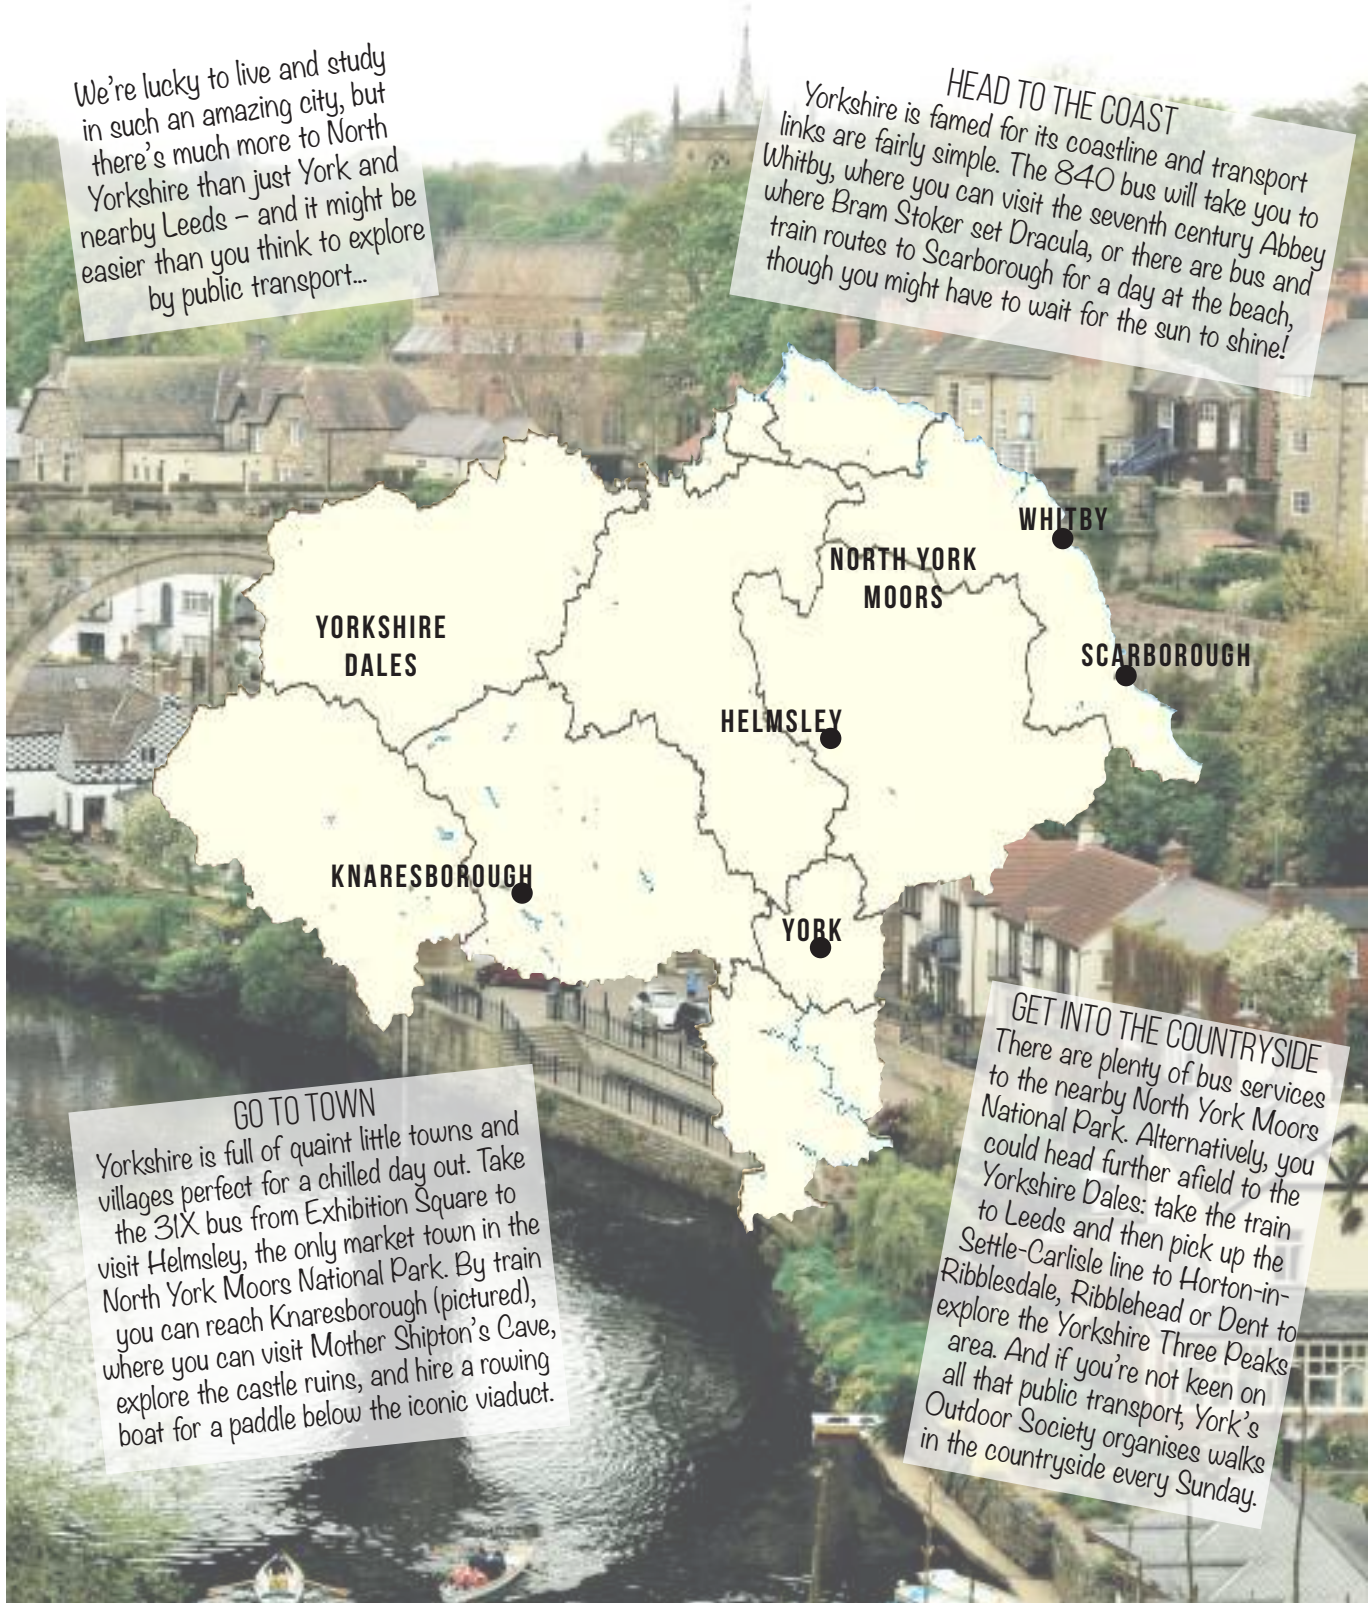 We're lucky to live and study
in such an amazing city, but
there's much more to North
Yorkshire than just York and
nearby Leeds – and it might be
easier than you think to explore
by public transport...
HEAD TO THE COAST
Yorkshire is famed for its coastline and transport
links are fairly simple. The 840 bus will take you to
Whitby, where you can visit the seventh century Abbey
where Bram Stoker set Dracula, or there are bus and
train routes to Scarborough for a day at the beach,
though you might have to wait for the sun to shine!
WHITBY
NORTH YORK
MOORS
YORKSHIRE
DALES
SCARBOROUGH
HELMSLEY
KNARESBOROUGH
YORK
GO TO TOWN
Yorkshire is full of quaint little towns and
villages perfect for a chilled day out. Take
the 31X bus from Exhibition Square to
visit Helmsley, the only market town in the
North York Moors National Park. By train
you can reach Knaresborough (pictured),
where you can visit Mother Shipton's Cave,
explore the castle ruins, and hire a rowing
boat for a paddle below the iconic viaduct.
GET INTO THE COUNTRYSIDE
There are plenty of bus services
to the nearby North York Moors
National Park. Alternatively, you
could head further afield to the
Yorkshire Dales: take the train
to Leeds and then pick up the
Settle-Carlisle line to Horton-in-
Ribblesdale, Ribblehead or Dent to
explore the Yorkshire Three Peaks
area. And if you're not keen on
all that public transport, York's
Outdoor Society organises walks
in the countryside every Sunday.